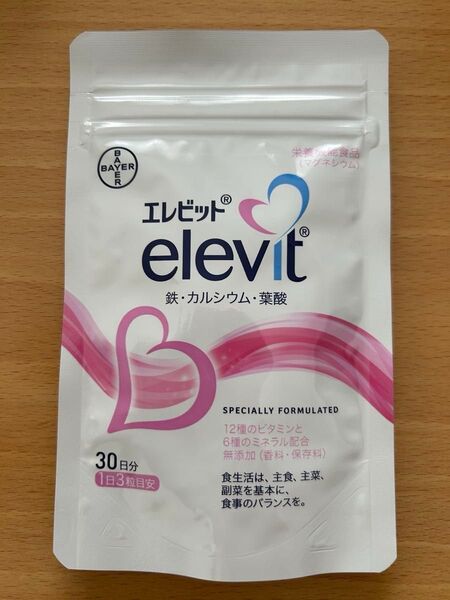 BAYER
BAYER
栄養機能食品
(マグネシウム)
エレビット®
elevit®
鉄・カルシウム・葉酸
SPECIALLY FORMULATED
12種のビタミンと
6種のミネラル配合
無添加(香料・保存料)
30日分
1日3粒目安
食生活は、主食、主菜、
副菜を基本に、
食事のバランスを。